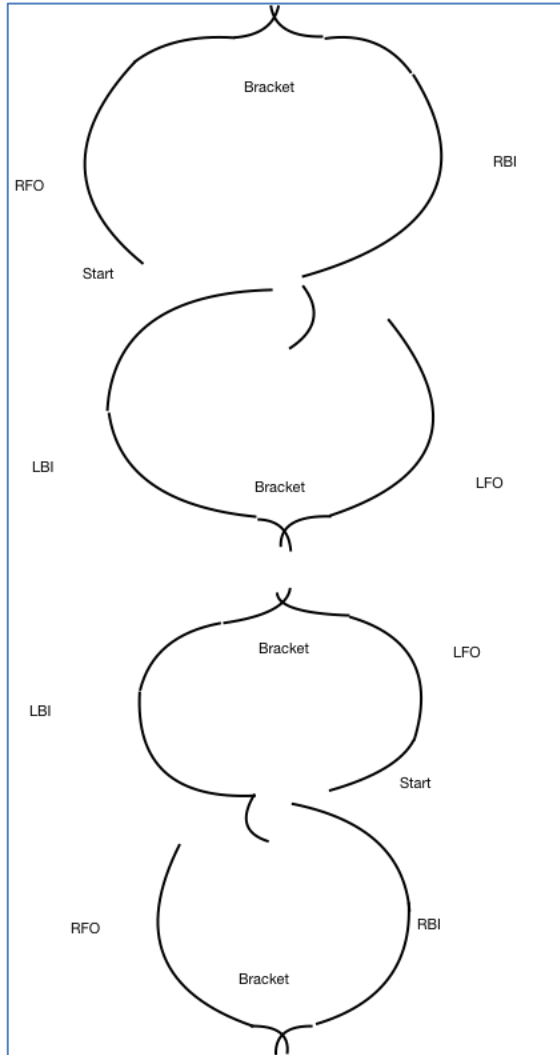 Bracket
RBI
RFO
Start
LBI
Bracket
LFO
Bracket
LFO
LBI
Start
RFO
RBI
Bracket